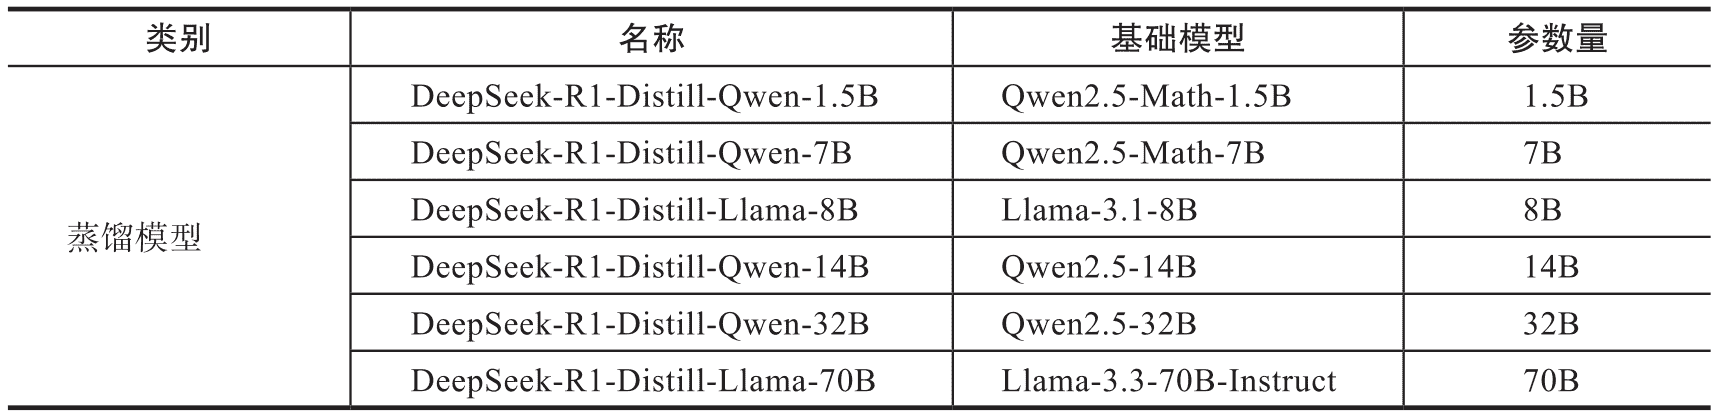 类别 名称 基础模型 参数量
DeepSeek-R1-Distill-Qwen-1.5B Qwen2.5-Math-1.5B 1.5B
DeepSeek-R1-Distill-Qwen-7B Qwen2.5-Math-7B 7B
DeepSeek-R1-Distill-Llama-8B Llama-3.1-8B 8B
蒸馏模型
DeepSeek-R1-Distill-Qwen-14B Qwen2.5-14B 14B
DeepSeek-R1-Distill-Qwen-32B Qwen2.5-32B 32B
DeepSeek-R1-Distill-Llama-70B Llama-3.3-70B-Instruct 70B